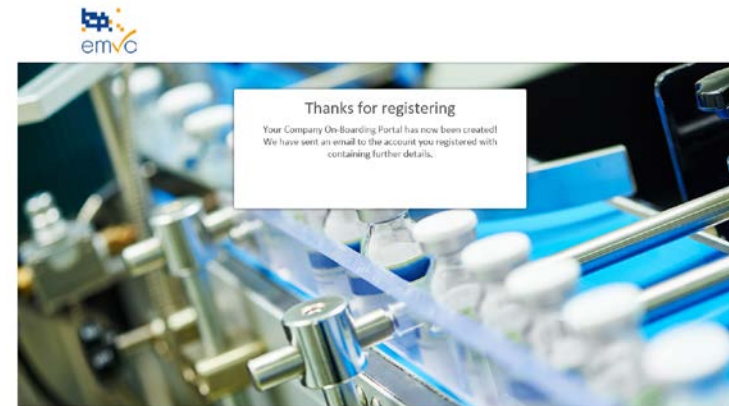 emvo
Thanks for registering
Your Company On-Boarding Portal has now been created!
We have sent an email to the account you registered with
containing further details.